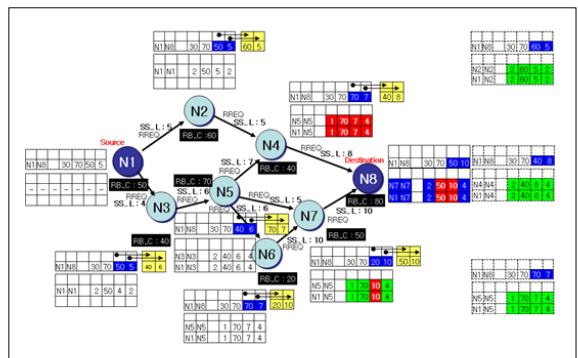 N1 N8 30 70 50 5 60 5
N1 N1 2 50 5 2
N1 N8 30 70 60 5
N2 N2 2 60 5 2
N1 N2 2 60 5 2
N2
SS_L: 5
RREQ
RB_C :60
RREQ
SS_L: 5
N1 N8 30 70 70 7 40 8
N5 N5 1 70 7 4
N1 N5 1 70 7 4
Source
N1
RB_C : 50
N1 N8 30 70 50 5
– – – – – – –
N4
RREQ
SS_L: 8
RB_C : 40
SS_L: 7
RREQ
Destination
N8
RB_C : 80
N1 N8 30 70 50 10
N7 N7 2 50 10 4
N1 N7 2 50 10 4
N1 N8 30 70 40 8
N4 N4 2 40 8 4
N1 N4 2 40 8 4
RREQ
SS_L: 4
N3
RB_C : 40
SS_L: 6
RREQ
RB_C : 70
N5
SS_L: 5
RREQ
SS_L: 6
RREQ
N7
RB_C : 50
SS_L: 10
RREQ
N1 N8 30 70 40 6 70 7
N3 N3 2 40 6 4
N1 N3 2 40 6 4
N6
SS_L: 10
RREQ
RB_C : 20
N1 N8 30 70 50 5 40 6
N1 N1 2 50 4 2
N1 N8 30 70 70 7 20 10
N5 N5 1 70 7 4
N1 N5 1 70 7 4
N1 N8 30 70 20 10 50 10
N5 N5 1 70 10 4
N1 N5 1 70 10 4
N1 N8 30 70 70 7
N5 N5 1 70 7 4
N1 N5 1 70 7 4